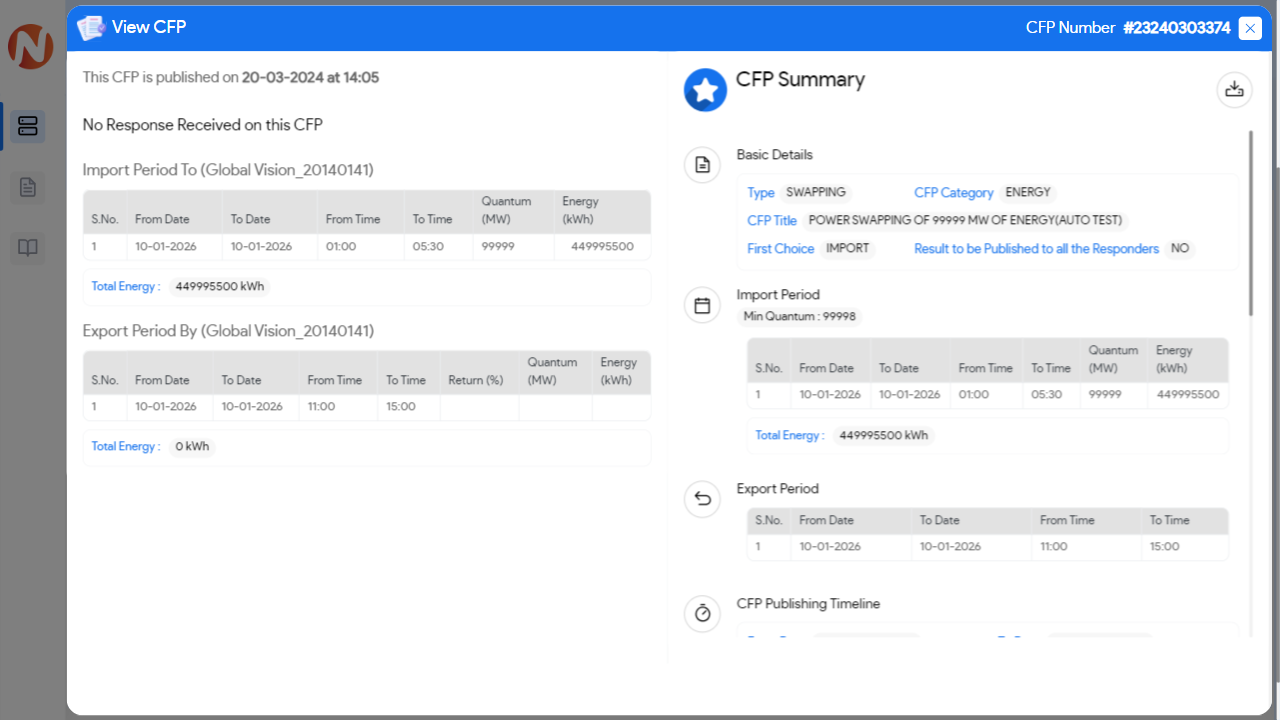 View CFP
CFP Number #23240303374
This CFP is published on 20-03-2024 at 14:05
No Response Received on this CFP
Import Period To (Global Vision_20140141)
S.No. From Date To Date From Time To Time Quantum (MW) Energy (kWh)
1 10-01-2026 10-01-2026 01:00 05:30 99999 449995500
Total Energy : 449995500 kWh
Export Period By (Global Vision_20140141)
S.No. From Date To Date From Time To Time Return (%) Quantum (MW) Energy (kWh)
1 10-01-2026 10-01-2026 11:00 15:00
Total Energy : 0 kWh
CFP Summary
Basic Details
Type SWAPPING CFP Category ENERGY
CFP Title POWER SWAPPING OF 99999 MW OF ENERGY(AUTO TEST)
First Choice IMPORT Result to be Published to all the Responders NO
Import Period
Min Quantum : 99998
S.No. From Date To Date From Time To Time Quantum (MW) Energy (kWh)
1 10-01-2026 10-01-2026 01:00 05:30 99999 449995500
Total Energy : 449995500 kWh
Export Period
S.No. From Date To Date From Time To Time
1 10-01-2026 10-01-2026 11:00 15:00
CFP Publishing Timeline